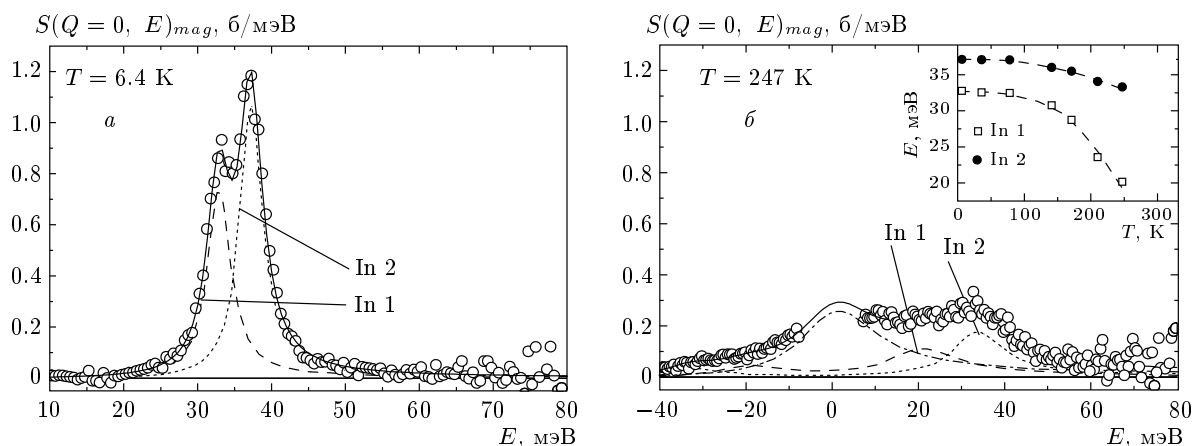 S(Q = 0, E)mag, б/мэВ
T = 6.4 K
а
1.2
1.0
0.8
0.6
0.4
0.2
0
In 2
In 1
10 20 30 40 50 60 70 80
E, мэВ
S(Q = 0, E)mag, б/мэВ
T = 247 K
б
1.2
1.0
0.8
0.6
0.4
0.2
0
In 1
In 2
−40 −20 0 20 40 60 80
E, мэВ
E, мэВ
35
30
25
20
In 1
In 2
0 100 200 300
T, K